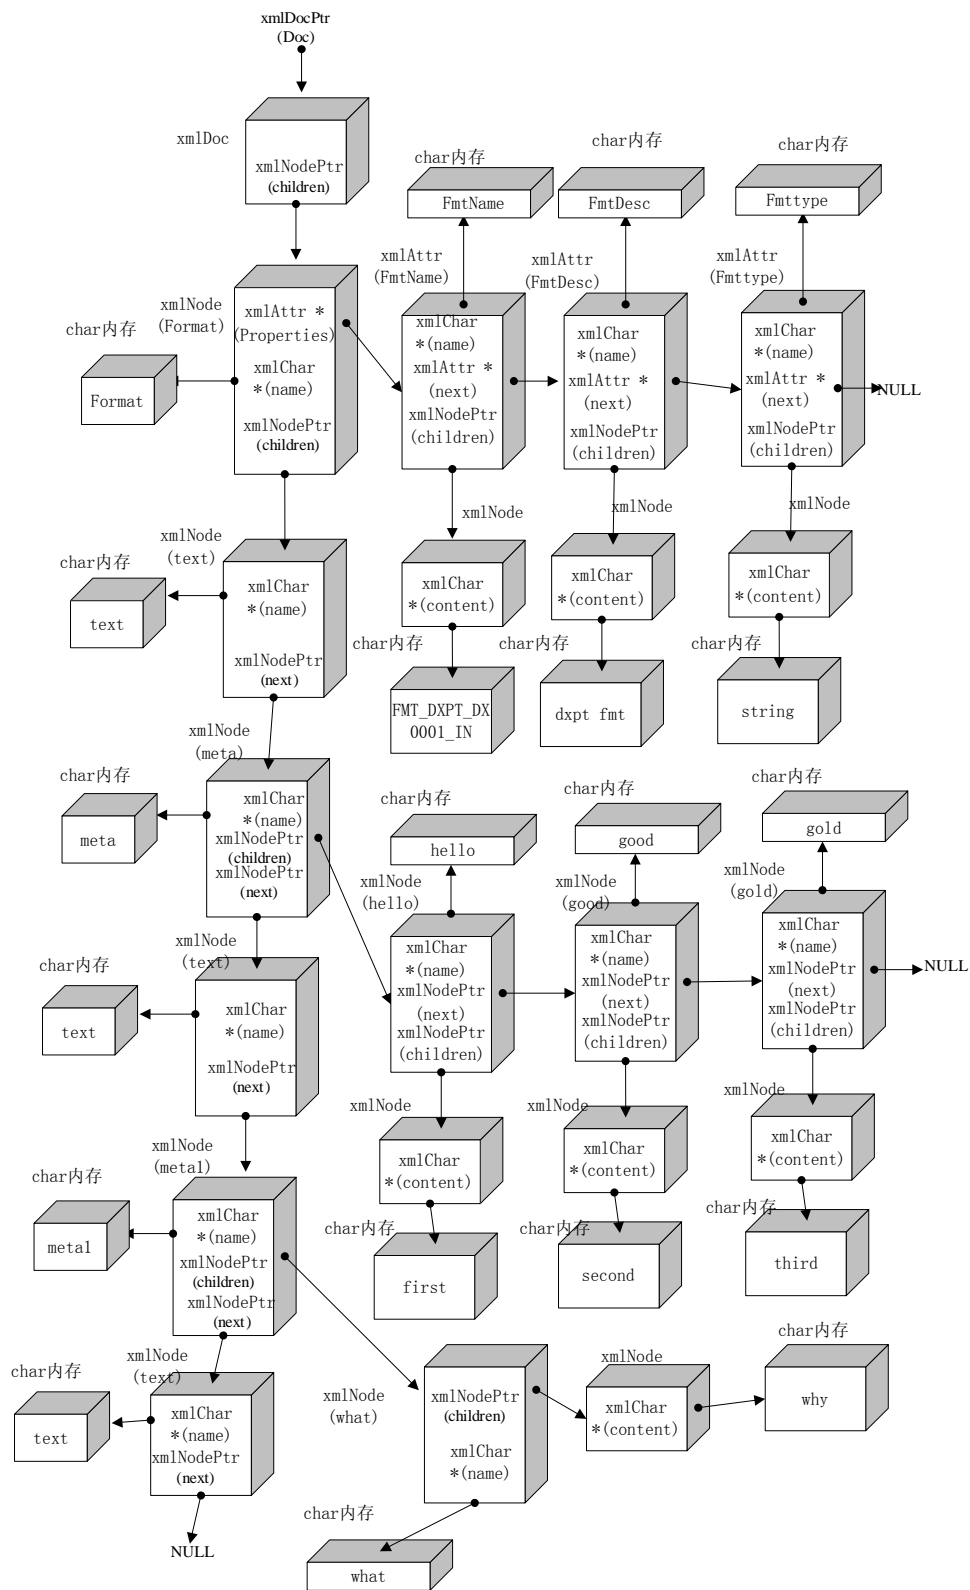 xmlDocPtr
(Doc)
xmlDoc
xmlNodePtr
(children)
char内存
FmtName
char内存
FmtDesc
char内存
Fmttype
xmlAttr
(FmtName)
xmlAttr
(FmtDesc)
xmlAttr
(Fmttype)
xmlNode
(Format)
char内存
Format
xmlAttr *
(Properties)
xmlChar
*(name)
xmlNodePtr
(children)
xmlChar
*(name)
xmlAttr *
(next)
xmlNodePtr
(children)
xmlChar
*(name)
xmlAttr *
(next)
xmlNodePtr
(children)
xmlChar
*(name)
xmlAttr *
(next)
xmlNodePtr
(children)
NULL
xmlNode
xmlNode
xmlNode
xmlNode
(text)
char内存
text
xmlChar
*(name)
xmlNodePtr
(next)
xmlChar
*(content)
xmlChar
*(content)
xmlChar
*(content)
char内存
FMT_DXPT_DX
0001_IN
char内存
dxpt fmt
char内存
string
xmlNode
(meta)
char内存
meta
xmlChar
*(name)
xmlNodePtr
(children)
xmlNodePtr
(next)
char内存
hello
char内存
good
char内存
gold
xmlNode
(hello)
xmlNode
(good)
xmlNode
(gold)
xmlChar
*(name)
xmlNodePtr
(next)
xmlNodePtr
(children)
xmlChar
*(name)
xmlNodePtr
(next)
xmlNodePtr
(children)
xmlChar
*(name)
xmlNodePtr
(next)
xmlNodePtr
(children)
NULL
xmlNode
(text)
char内存
text
xmlChar
*(name)
xmlNodePtr
(next)
xmlNode
xmlNode
xmlNode
xmlChar
*(content)
xmlChar
*(content)
xmlChar
*(content)
char内存
first
char内存
second
char内存
third
xmlNode
(meta1)
char内存
meta1
xmlChar
*(name)
xmlNodePtr
(children)
xmlNodePtr
(next)
xmlNode
(text)
char内存
text
xmlChar
*(name)
xmlNodePtr
(next)
NULL
xmlNode
(what)
xmlNodePtr
(children)
xmlChar
*(name)
xmlNode
xmlChar
*(content)
char内存
why
char内存
what